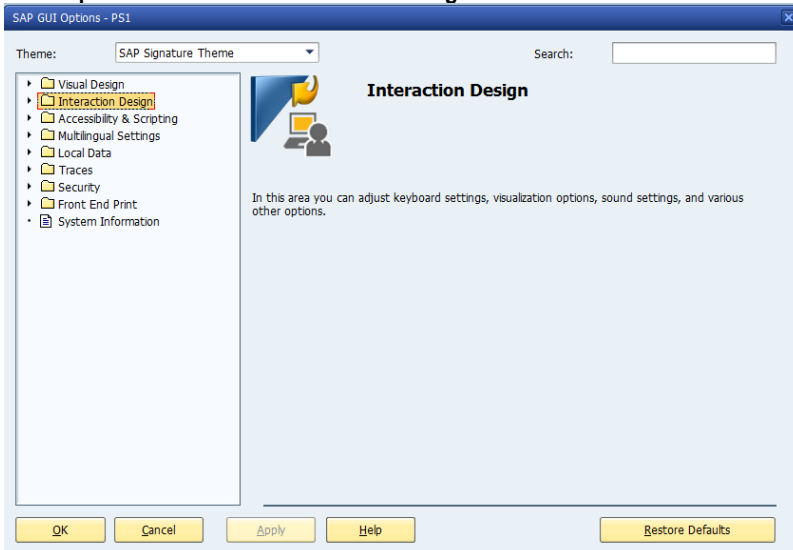 SAP GUI Options - PS1
Theme: SAP Signature Theme Search:
Visual Design
Interaction Design
Accessibility & Scripting
Multilingual Settings
Local Data
Traces
Security
Front End Print
System Information
Interaction Design
In this area you can adjust keyboard settings, visualization options, sound settings, and various
other options.
OK Cancel Apply Help Restore Defaults